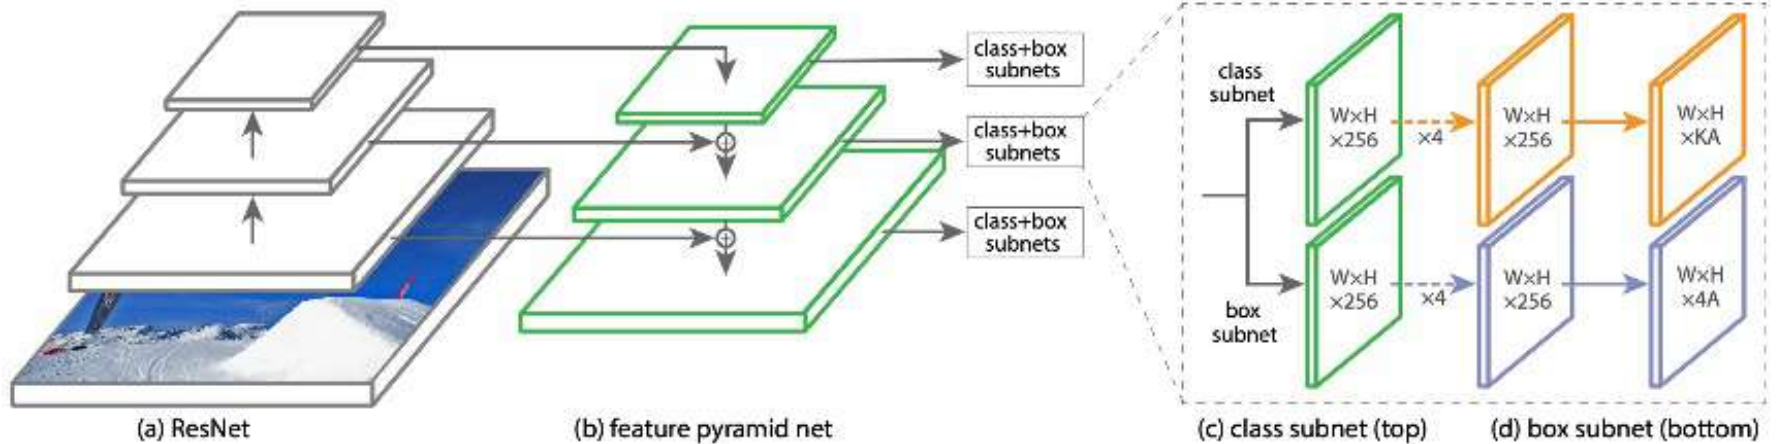 class+box
subnets
class+box
subnets
class+box
subnets
class
subnet
W×H
×256
×4
W×H
×256
W×H
×KA
box
subnet
W×H
×256
×4
W×H
×256
W×H
×4A
(a) ResNet
(b) feature pyramid net
(c) class subnet (top)
(d) box subnet (bottom)